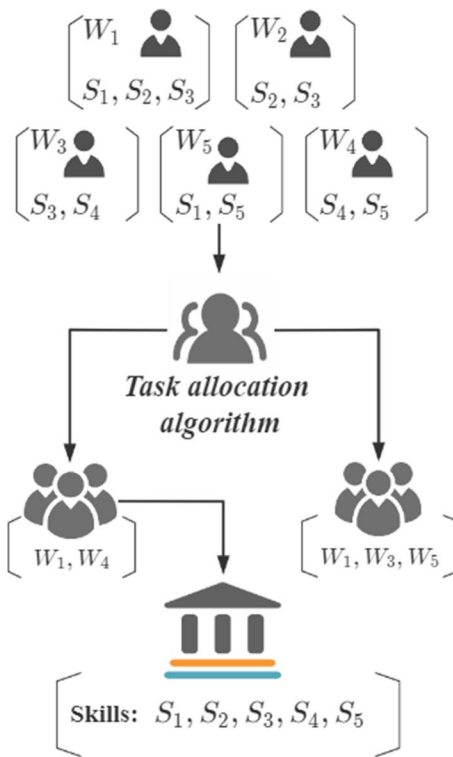 W₁ W₂
S₁, S₂, S₃ S₂, S₃
W₃ W₅ W₄
S₃, S₄ S₁, S₅ S₄, S₅
Task allocation
algorithm
W₁, W₄ W₁, W₃, W₅
Skills: S₁, S₂, S₃, S₄, S₅